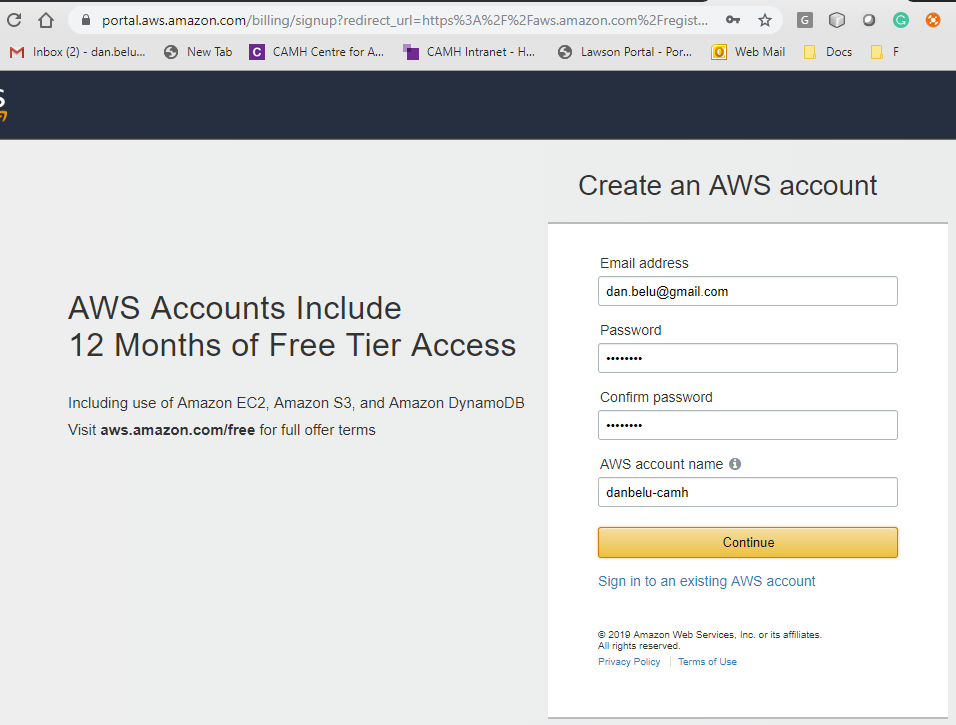 portal.aws.amazon.com/billing/signup?redirect_url=https%3A%2F%2Faws.amazon.com%2Fregist...
G
G
Inbox (2) - dan.belu...
New Tab
C
CAMH Centre for A...
CAMH Intranet - H...
Lawson Portal - Por...
Web Mail
Docs
F
Create an AWS account
AWS Accounts Include
12 Months of Free Tier Access
Including use of Amazon EC2, Amazon S3, and Amazon DynamoDB
Visit aws.amazon.com/free for full offer terms
Email address
dan.belu@gmail.com
Password
••••••••
Confirm password
••••••••
AWS account name
danbelu-camh
Continue
Sign in to an existing AWS account
© 2019 Amazon Web Services, Inc. or its affiliates.
All rights reserved.
Privacy Policy | Terms of Use